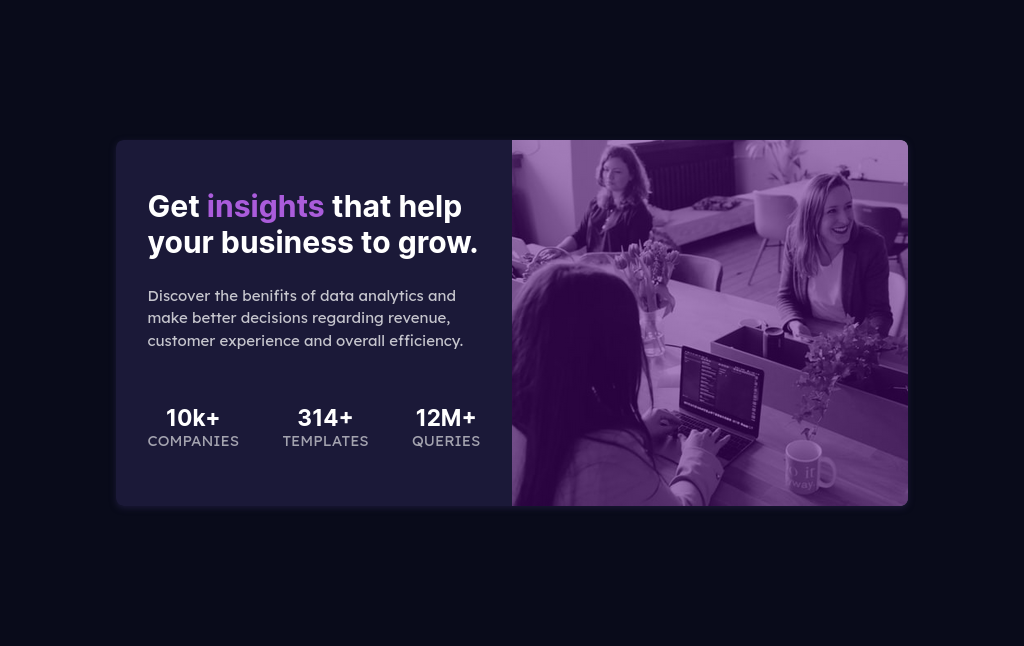 Get insights that help
your business to grow.
Discover the benifits of data analytics and
make better decisions regarding revenue,
customer experience and overall efficiency.
10k+ 314+ 12M+
COMPANIES TEMPLATES QUERIES